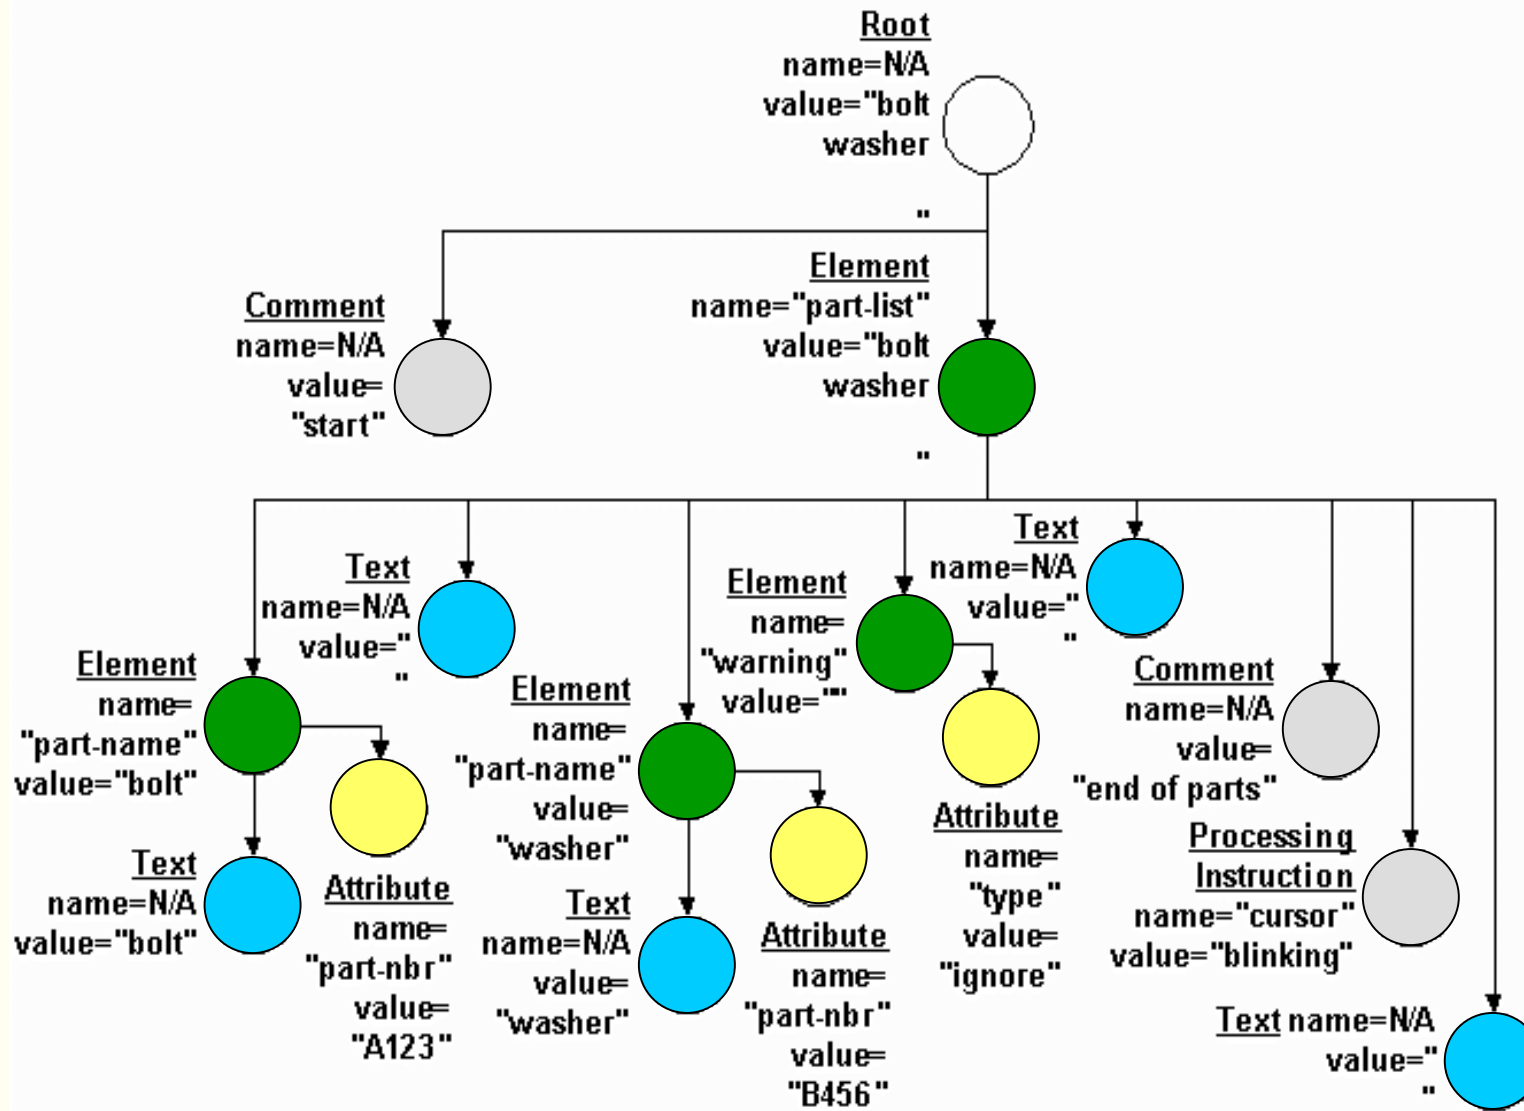 Root
name=N/A
value="bolt
washer
"
Element
name="part-list"
value="bolt
washer
"
Comment
name=N/A
value=
"start"
Element
name=
"part-name"
value="bolt"
Text
name=N/A
value="bolt"
Attribute
name=
"part-nbr"
value=
"A123"
Text
name=N/A
value="
"
Element
name=
"part-name"
value=
"washer"
Text
name=N/A
value=
"washer"
Attribute
name=
"part-nbr"
value=
"B456"
Element
name=
"warning"
value=""
Attribute
name=
"type"
value=
"ignore"
Text
name=N/A
value="
"
Comment
name=N/A
value=
"end of parts"
Processing
Instruction
name="cursor"
value="blinking"
Text name=N/A
value="
"